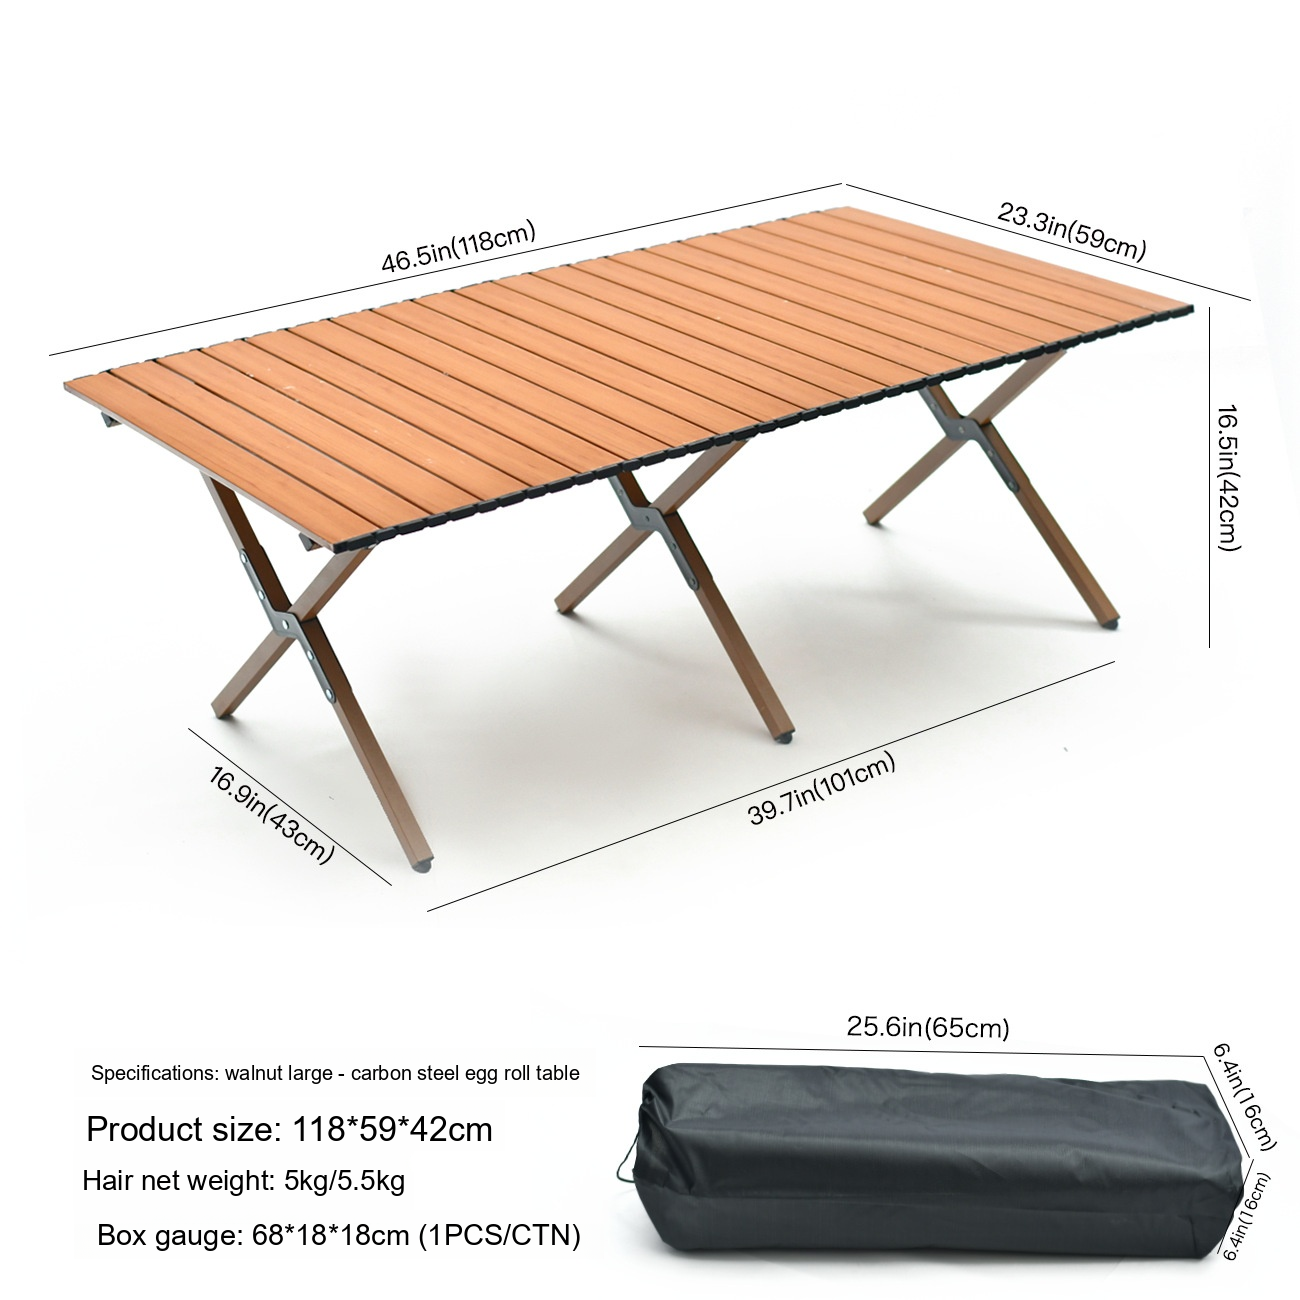 46.5in(118cm)
23.3in(59cm)
16.5in(42cm)
16.9in(43cm)
39.7in(101cm)
25.6in(65cm)
6.4in(16cm)
6.4in(16cm)
Specifications: walnut large - carbon steel egg roll table
Product size: 118*59*42cm
Hair net weight: 5kg/5.5kg
Box gauge: 68*18*18cm (1PCS/CTN)